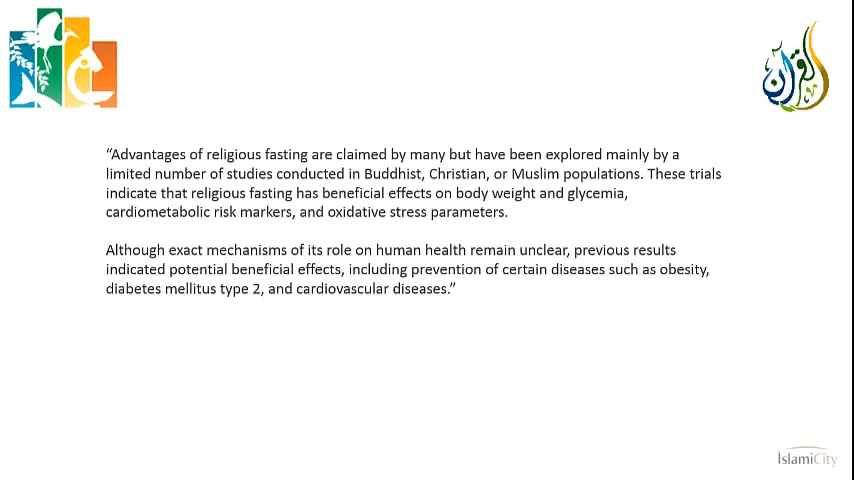 القرآن
“Advantages of religious fasting are claimed by many but have been explored mainly by a
limited number of studies conducted in Buddhist, Christian, or Muslim populations. These trials
indicate that religious fasting has beneficial effects on body weight and glycemia,
cardiometabolic risk markers, and oxidative stress parameters.
Although exact mechanisms of its role on human health remain unclear, previous results
indicated potential beneficial effects, including prevention of certain diseases such as obesity,
diabetes mellitus type 2, and cardiovascular diseases.”
IslamiCity